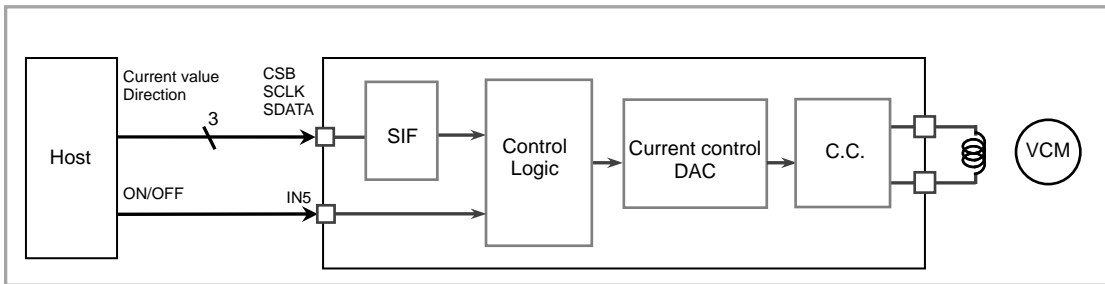 Host
Current value
Direction
3
CSB
SCLK
SDATA
ON/OFF
IN5
SIF
Control
Logic
Current control
DAC
C.C.
VCM